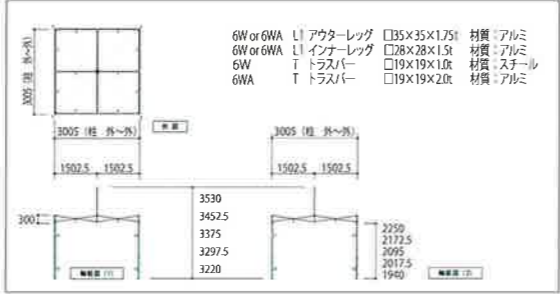 6W or 6WA L1 アウターレッグ □35×35×1.75t 材質：アルミ
6W or 6WA L1 インナーレッグ □28×28×1.5t 材質：アルミ
6W T トラスバー □19×19×1.0t 材質：スチール
6WA T トラスバー □19×19×2.0t 材質：アルミ
3005（柱 外～外）
3005（柱 外～外）
1502.5 1502.5
3005（柱 外～外）
1502.5 1502.5
300
3530
3452.5
3375
3297.5
3220
2250
2172.5
2095
2017.5
1940